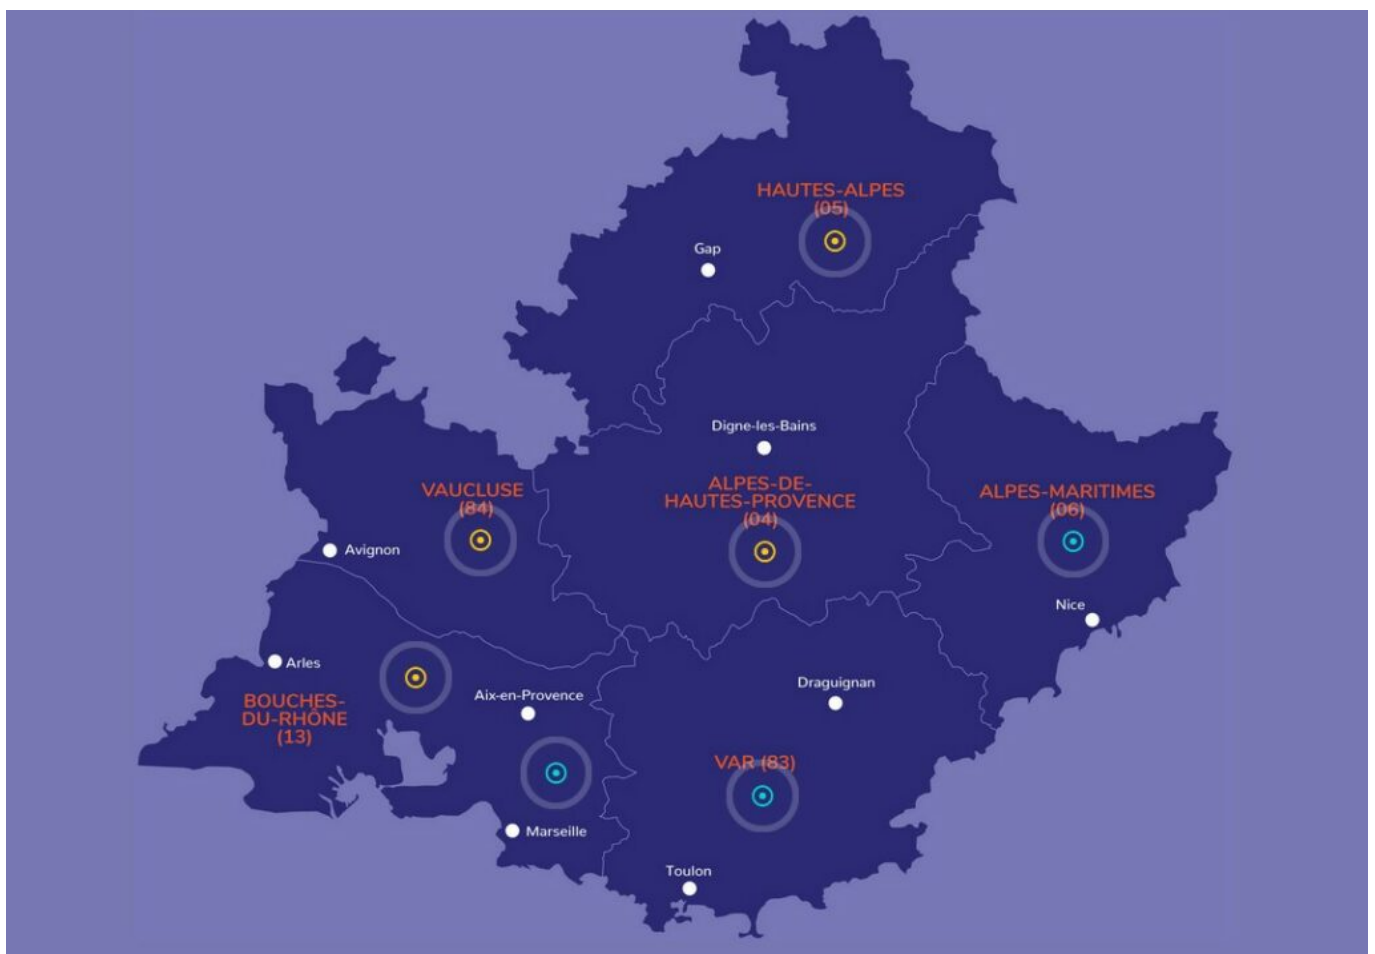 HAUTES-ALPES
(05)
Gap
Digne-les-Bains
ALPES-DE-
HAUTES-PROVENCE
(04)
VAUCLUSE
(84)
ALPES-MARITIMES
(06)
Avignon
Nice
Arles
BOUCHES-
DU-RHÔNE
(13)
Aix-en-Provence
Draguignan
VAR (83)
Marseille
Toulon